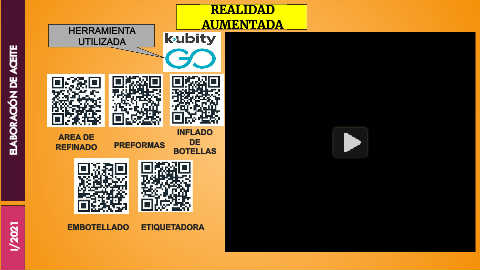 REALIDAD
AUMENTADA
HERRAMIENTA
UTILIZADA
kubity
GO
ELABORACIÓN DE ACEITE
AREA DE
REFINADO
PREFORMAS
INFLADO
DE
BOTELLAS
EMBOTELLADO
ETIQUETADORA
I/2021